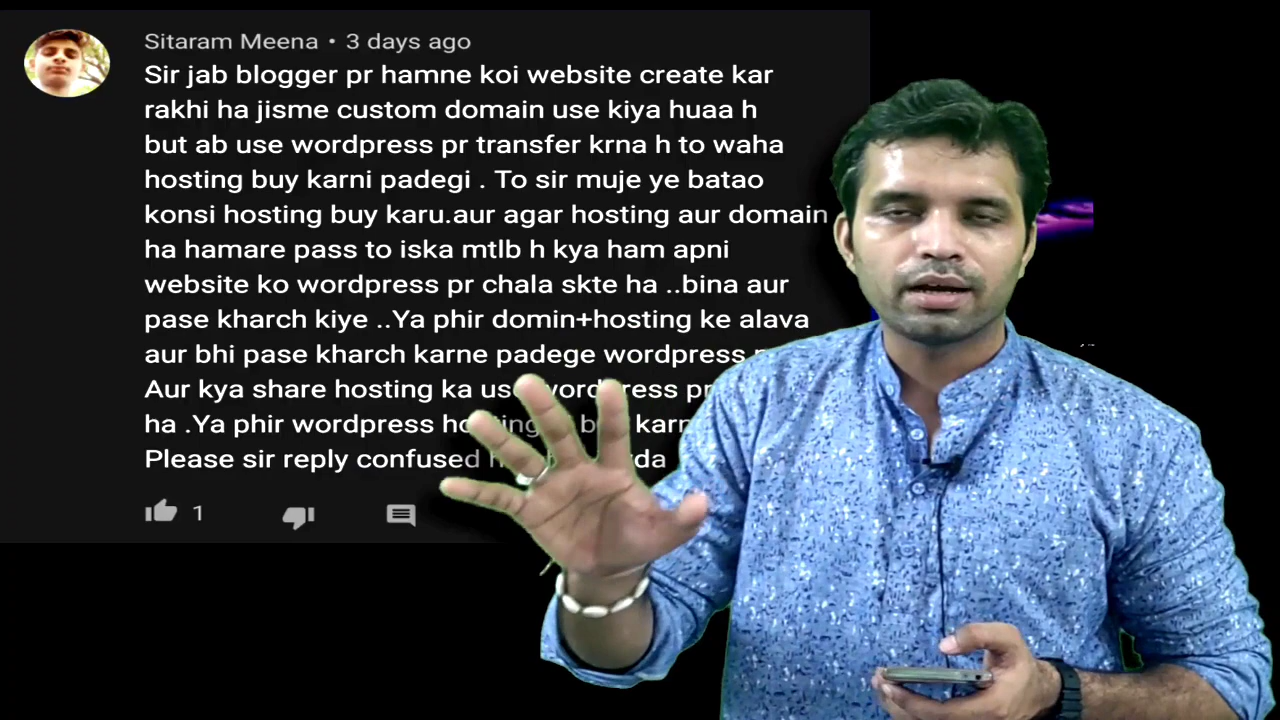 Sitaram Meena • 3 days ago
Sir jab blogger pr hamne koi website create kar
rakhi ha jisme custom domain use kiya huaa h
but ab use wordpress pr transfer krna h to waha
hosting buy karni padegi . To sir muje ye batao
konsi hosting buy karu.aur agar hosting aur domain
ha hamare pass to iska mtlb h kya ham apni
website ko wordpress pr chala skte ha ..bina aur
pase kharch kiye ..Ya phir domin+hosting ke alava
aur bhi pase kharch karne padege wordpress
Aur kya share hosting ka use wordpress pr
ha .Ya phir wordpress hosting
Please sir reply confused
1